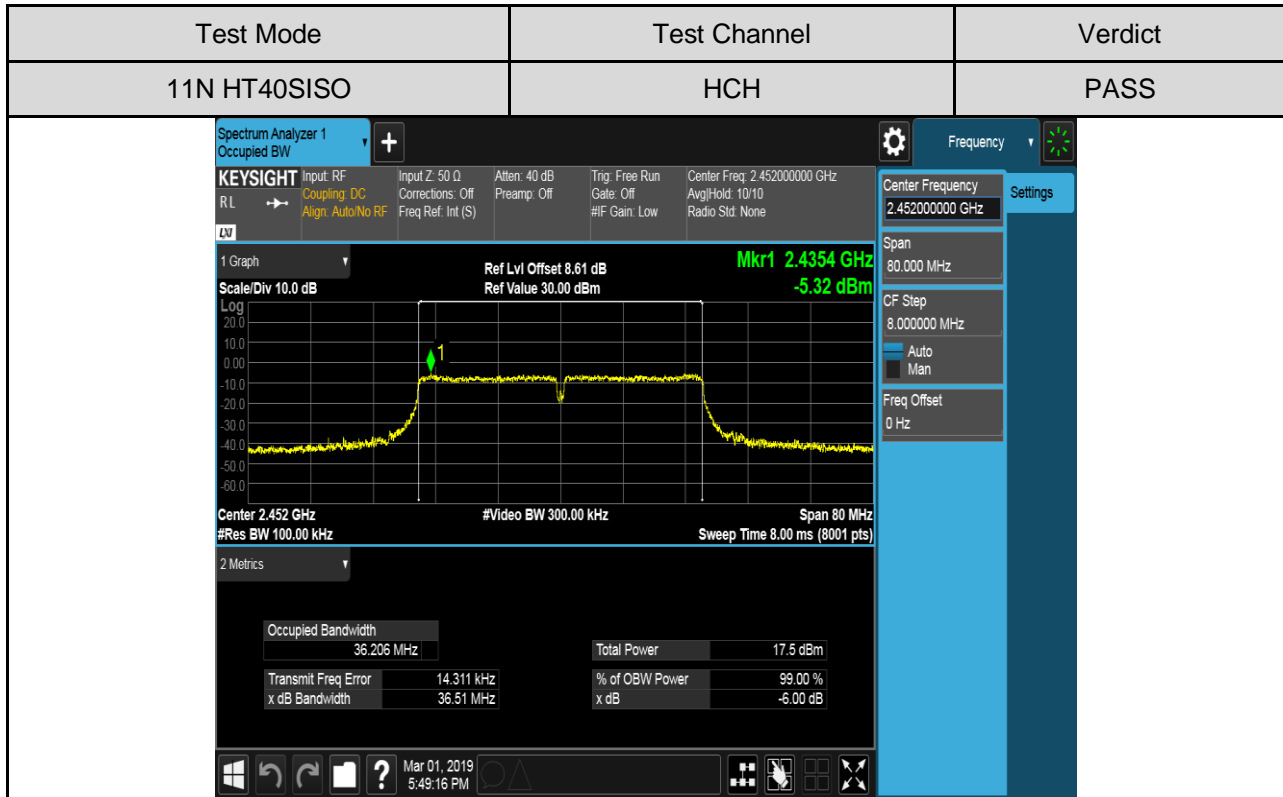 Test Mode Test Channel Verdict
11N HT40SISO HCH PASS
Spectrum Analyzer 1
Occupied BW
+
Frequency
KEYSIGHT Input: RF Input Z: 50 Ω Atten: 40 dB Trig: Free Run Center Freq: 2.452000000 GHz
Coupling: DC Corrections: Off Preamp: Off Gate: Off Avg|Hold: 10/10
RL Align: Auto/No RF Freq Ref: Int (S) #IF Gain: Low Radio Std: None
LXI
Center Frequency
2.452000000 GHz
Settings
Span
80.000 MHz
CF Step
8.000000 MHz
Auto
Man
Freq Offset
0 Hz
1 Graph Ref Lvl Offset 8.61 dB Mkr1 2.4354 GHz
Scale/Div 10.0 dB Ref Value 30.00 dBm -5.32 dBm
Log
20.0
10.0
1
0.00
-10.0
-20.0
-30.0
-40.0
-50.0
-60.0
Center 2.452 GHz #Video BW 300.00 kHz Span 80 MHz
#Res BW 100.00 kHz Sweep Time 8.00 ms (8001 pts)
2 Metrics
Occupied Bandwidth
36.206 MHz Total Power 17.5 dBm
Transmit Freq Error 14.311 kHz % of OBW Power 99.00 %
x dB Bandwidth 36.51 MHz x dB -6.00 dB
? Mar 01, 2019
5:49:16 PM